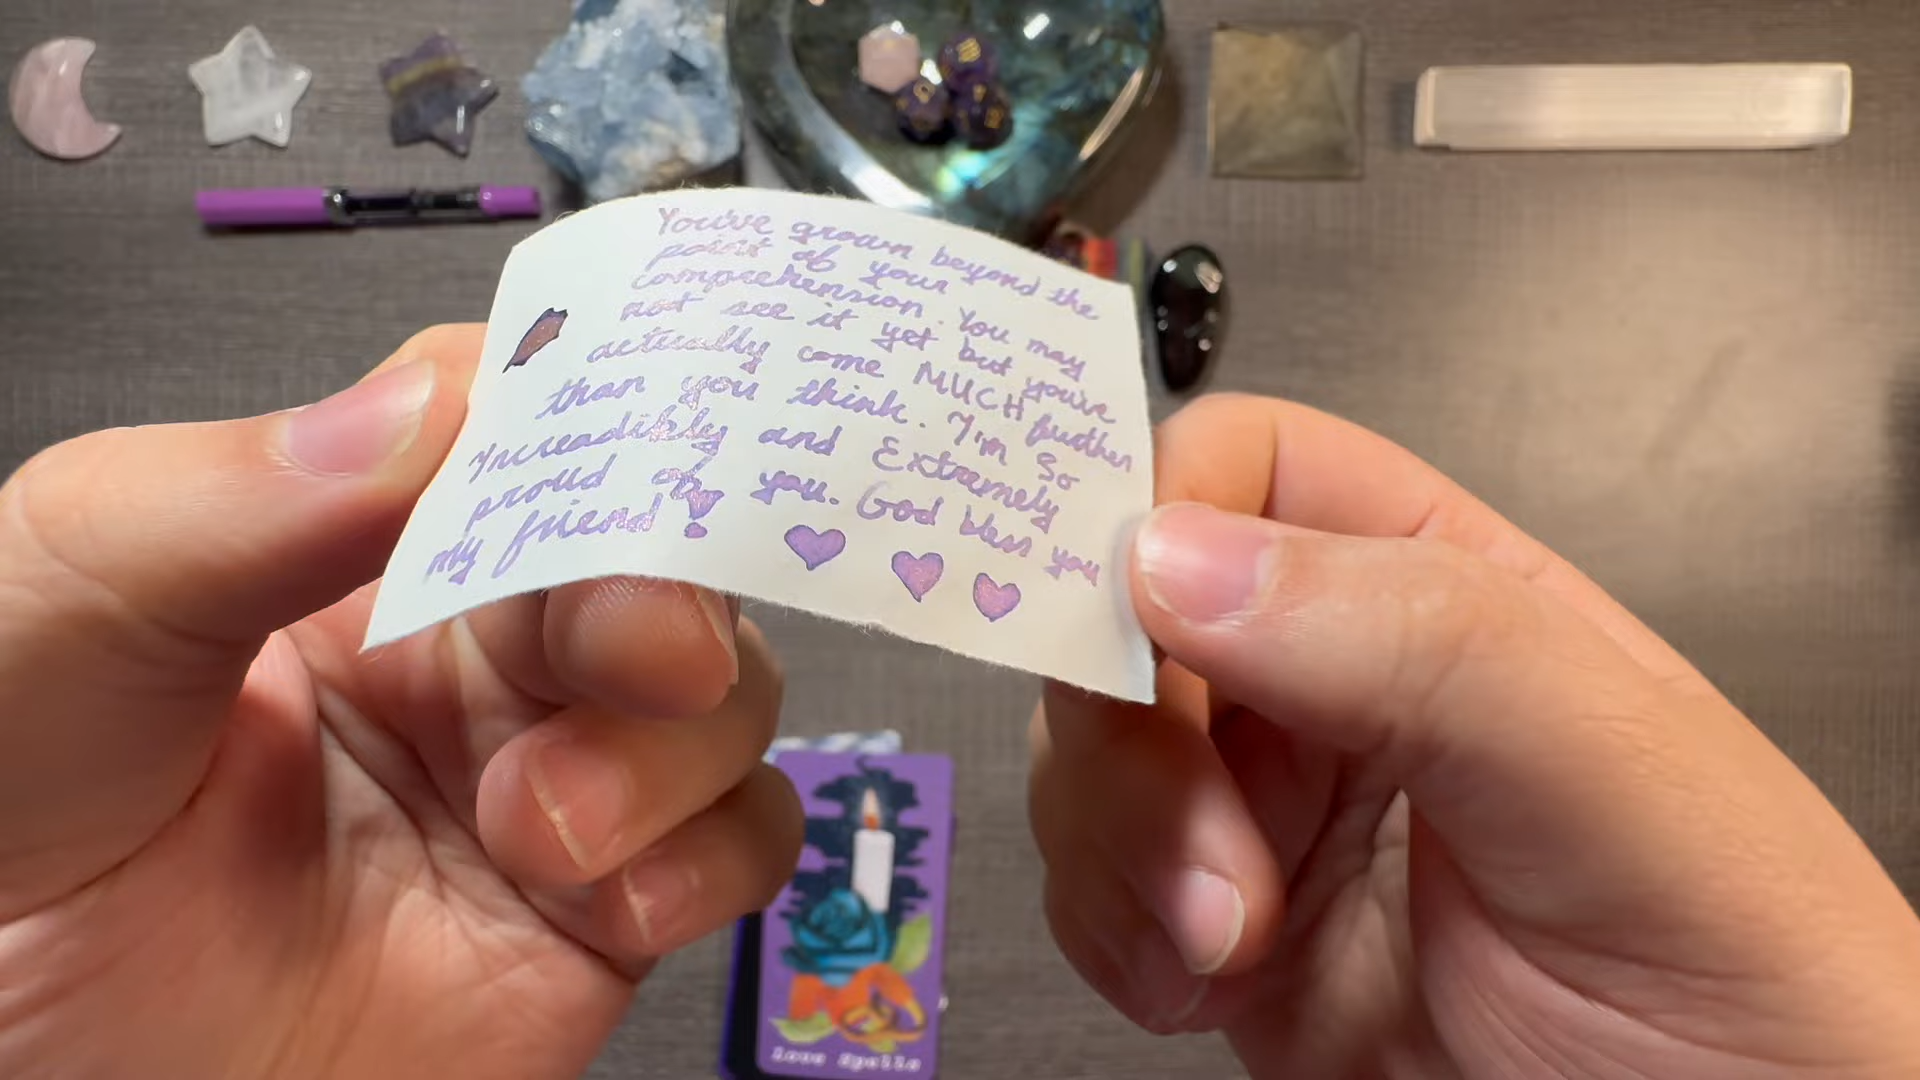 You've grown beyond the
point of your
comprehension. You may
not see it yet but you've
actually come MUCH further
than you think. I'm So
Increadibly and Extremely
proud of you. God bless you
my friend!
Love Spells